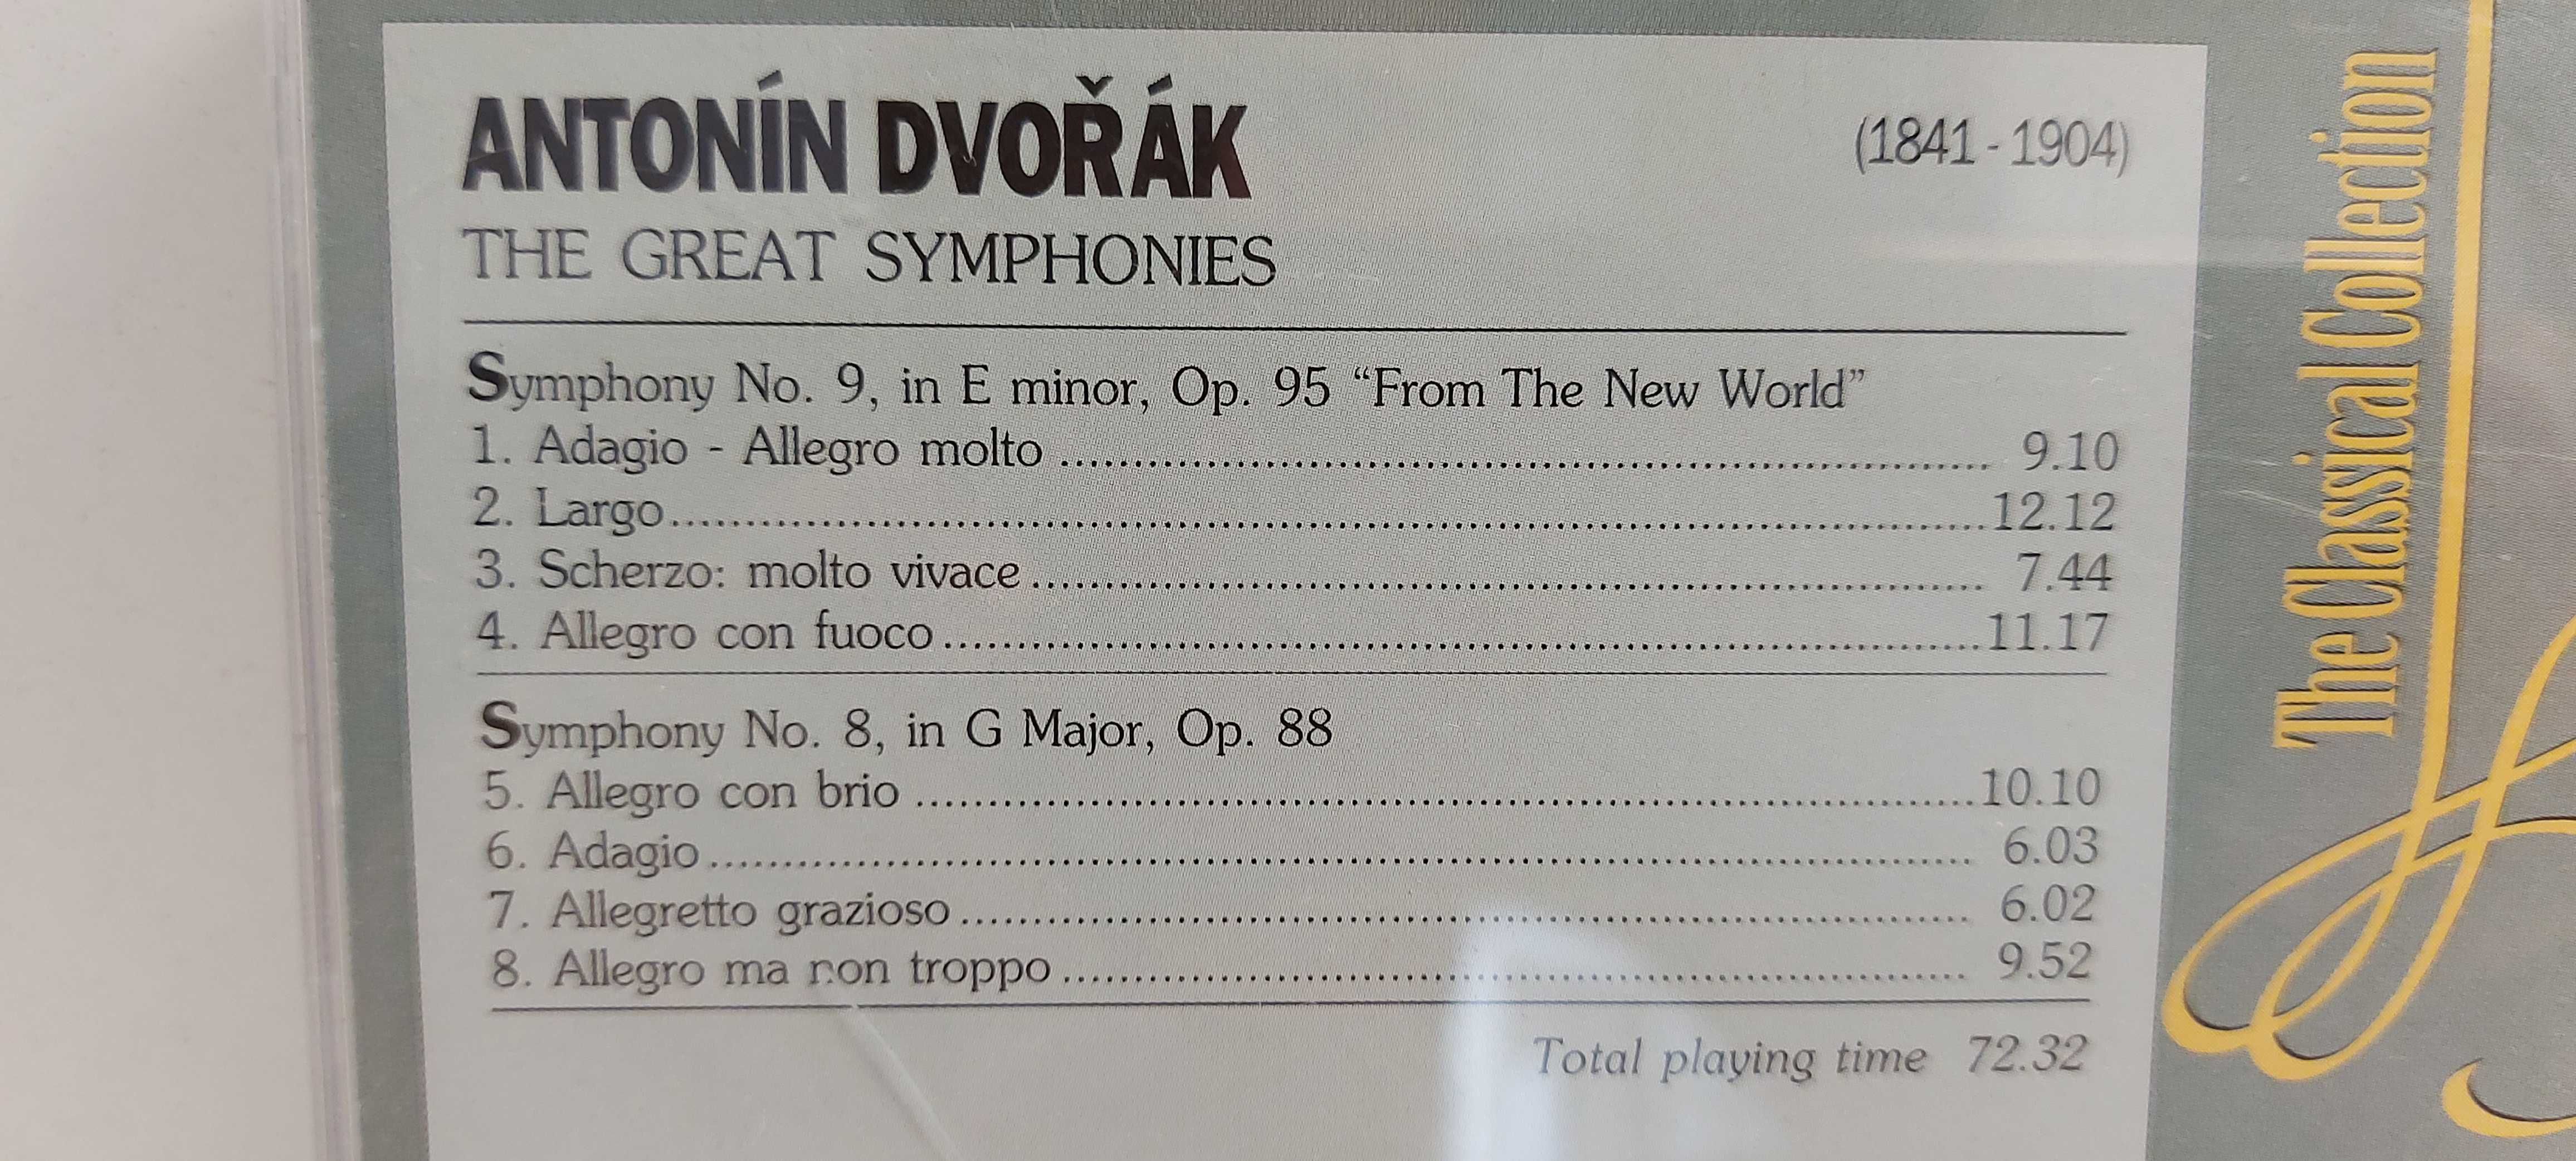 ANTONÍN DVOŘÁK
(1841 - 1904)
THE GREAT SYMPHONIES
Symphony No. 9, in E minor, Op. 95 “From The New World”
1. Adagio - Allegro molto ........ 9.10
2. Largo ........ 12.12
3. Scherzo: molto vivace ........ 7.44
4. Allegro con fuoco ........ 11.17
Symphony No. 8, in G Major, Op. 88
5. Allegro con brio ........ 10.10
6. Adagio ........ 6.03
7. Allegretto grazioso ........ 6.02
8. Allegro ma non troppo ........ 9.52
Total playing time 72.32
The Classical Collection